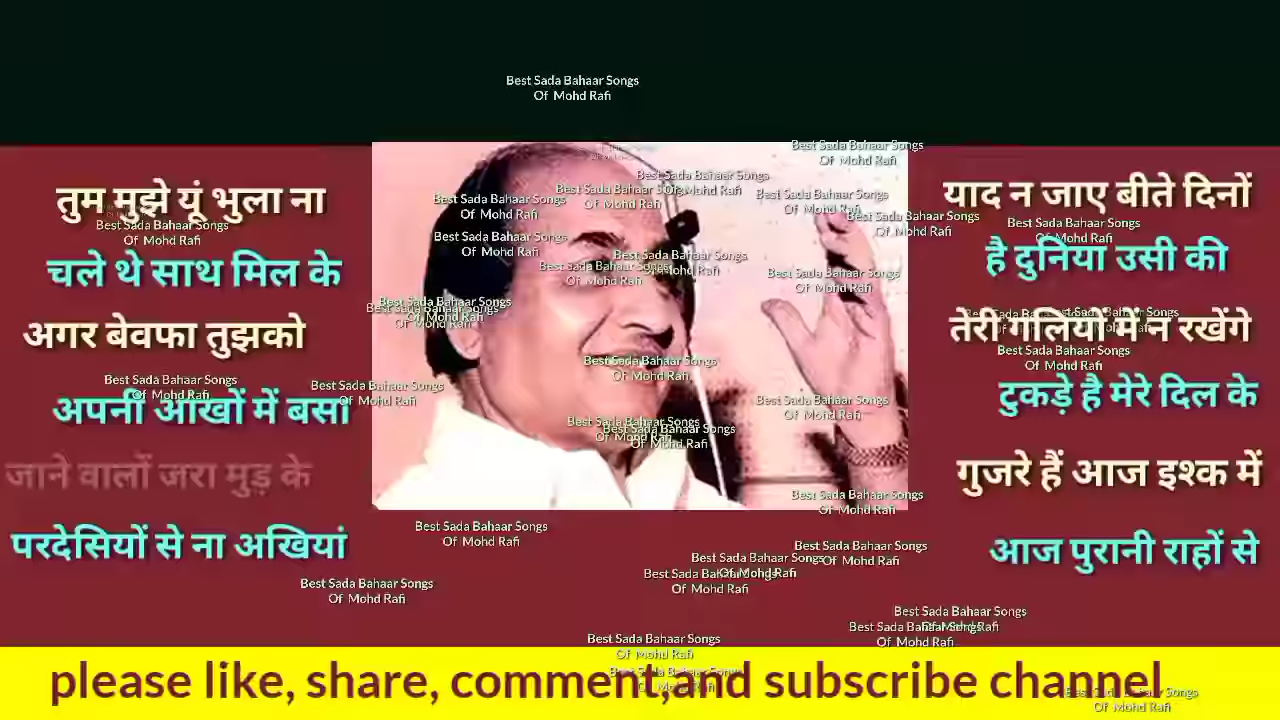 Best Sada Bahaar Songs
Of Mohd Rafi
तुम मुझे यूं भुला ना
चले थे साथ मिल के
अगर बेवफा तुझको
अपनी आखों में बसा
जाने वालों जरा मुड़ के
परदेसियों से ना अखियां
याद न जाए बीते दिनों
है दुनिया उसी की
तेरी गलियों में न रखेंगे
टुकड़े है मेरे दिल के
गुजरे हैं आज इश्क में
आज पुरानी राहों से
please like, share, comment,and subscribe channel